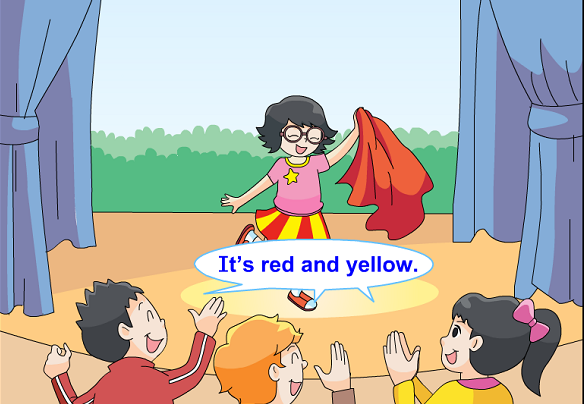 It's red and yellow.